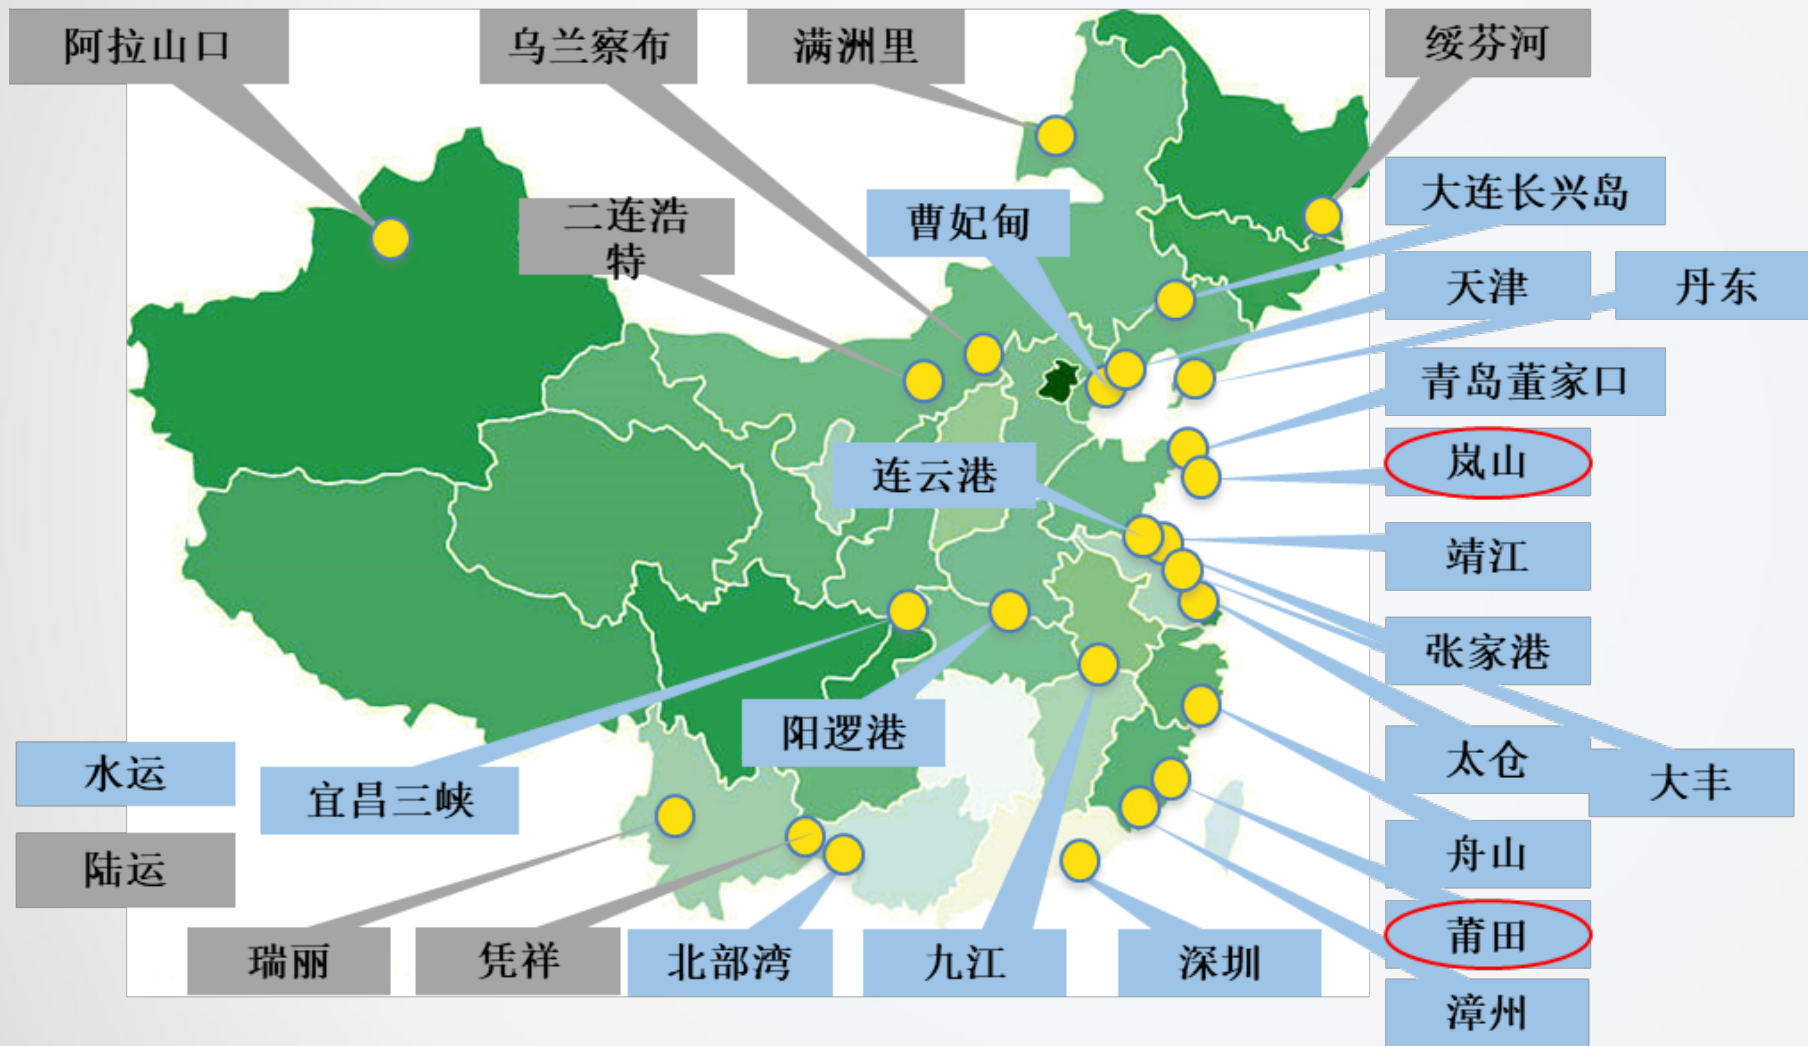 阿拉山口
乌兰察布
满洲里
绥芬河
大连长兴岛
二连浩
特
曹妃甸
天津
丹东
青岛董家口
连云港
岚山
靖江
张家港
阳逻港
太仓
大丰
水运
宜昌三峡
陆运
舟山
瑞丽
凭祥
北部湾
九江
深圳
莆田
漳州